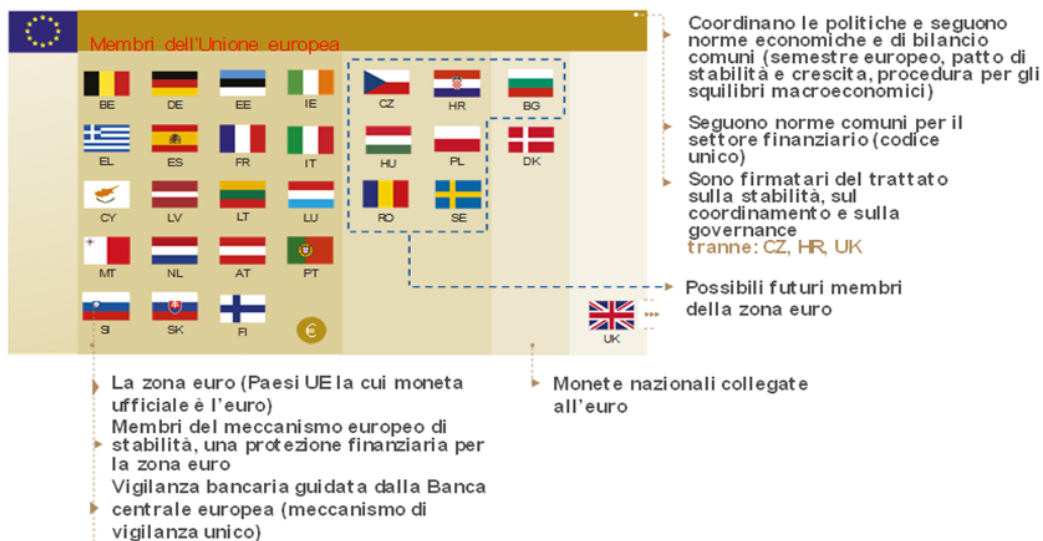 Membri dell'Unione europea
BE DE EE IE CZ HR BG
EL ES FR IT HU PL DK
CY LV LT LU RO SE
MT NL AT PT
SI SK FI €
UK
Coordinano le politiche e seguono
norme economiche e di bilancio
comuni (semestre europeo, patto di
stabilità e crescita, procedura per gli
squilibri macroeconomici)
Seguono norme comuni per il
settore finanziario (codice
unico)
Sono firmatari del trattato
sulla stabilità, sul
coordinamento e sulla
governance
tranne: CZ, HR, UK
Possibili futuri membri
della zona euro
La zona euro (Paesi UE la cui moneta
ufficiale è l'euro)
Membri del meccanismo europeo di
stabilità, una protezione finanziaria per
la zona euro
Vigilanza bancaria guidata dalla Banca
centrale europea (meccanismo di
vigilanza unico)
Monete nazionali collegate
all'euro